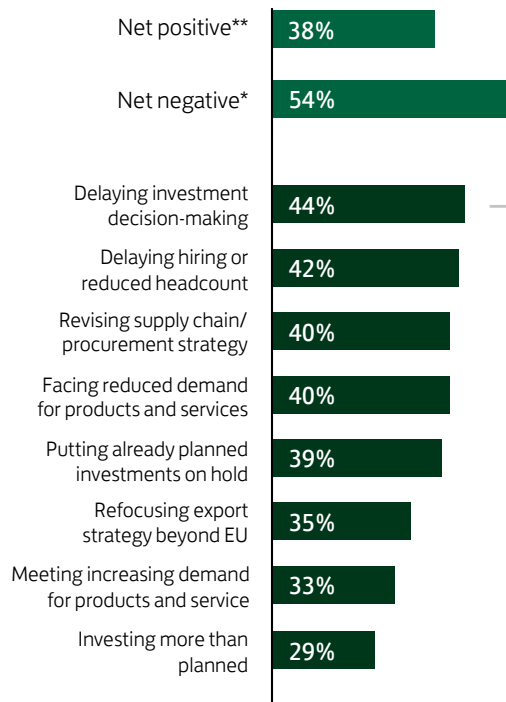 Net positive** 38%
Net negative* 54%
Delaying investment
decision-making 44%
Delaying hiring or
reduced headcount 42%
Revising supply chain/
procurement strategy 40%
Facing reduced demand
for products and services 40%
Putting already planned
investments on hold 39%
Refocusing export
strategy beyond EU 35%
Meeting increasing demand
for products and service 33%
Investing more than
planned 29%